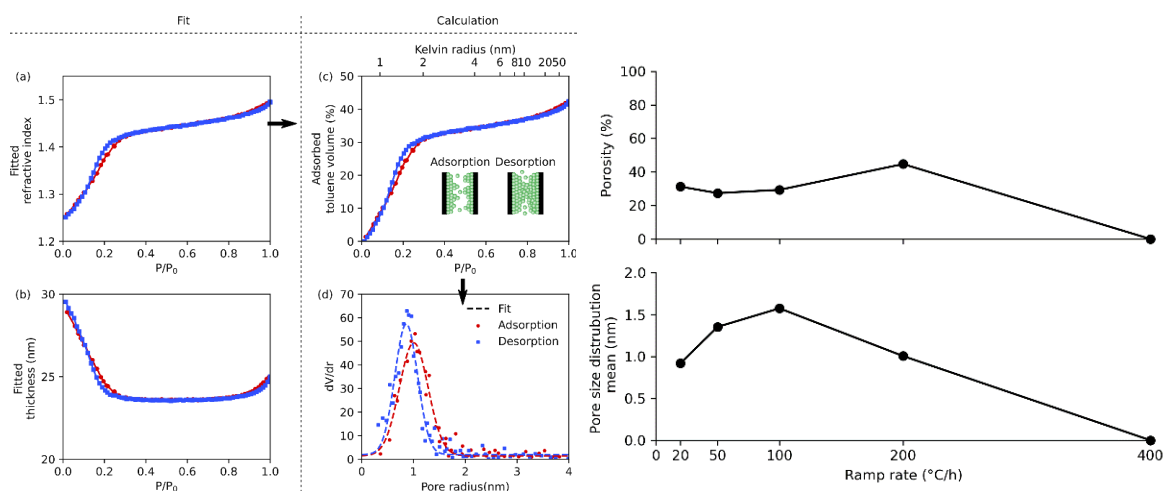 Fit
Calculation
(a)
Fitted
refractive index
1.5
1.4
1.3
1.2
0.0 0.2 0.4 0.6 0.8 1.0
P/P0
(b)
Fitted
thickness (nm)
30
25
20
0.0 0.2 0.4 0.6 0.8 1.0
P/P0
Kelvin radius (nm)
1 2 4 6 810 2050
(c)
Adsorbed
toluene volume (%)
50
40
30
20
10
0
Adsorption Desorption
0.0 0.2 0.4 0.6 0.8 1.0
P/P0
(d)
dV/dr
70
60
50
40
30
20
10
0
Fit
Adsorption
Desorption
0 1 2 3 4
Pore radius(nm)
Porosity (%)
100
80
60
40
20
0
Pore size distrubution
mean (nm)
2.0
1.5
1.0
0.5
0.0
0 20 50 100 200 400
Ramp rate (°C/h)